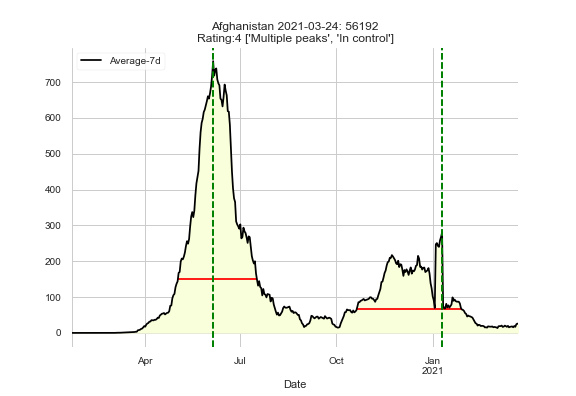 Afghanistan 2021-03-24: 56192
Rating:4 ['Multiple peaks', 'In control']
Average-7d
700
600
500
400
300
200
100
0
Apr
Jul
Oct
Jan
2021
Date